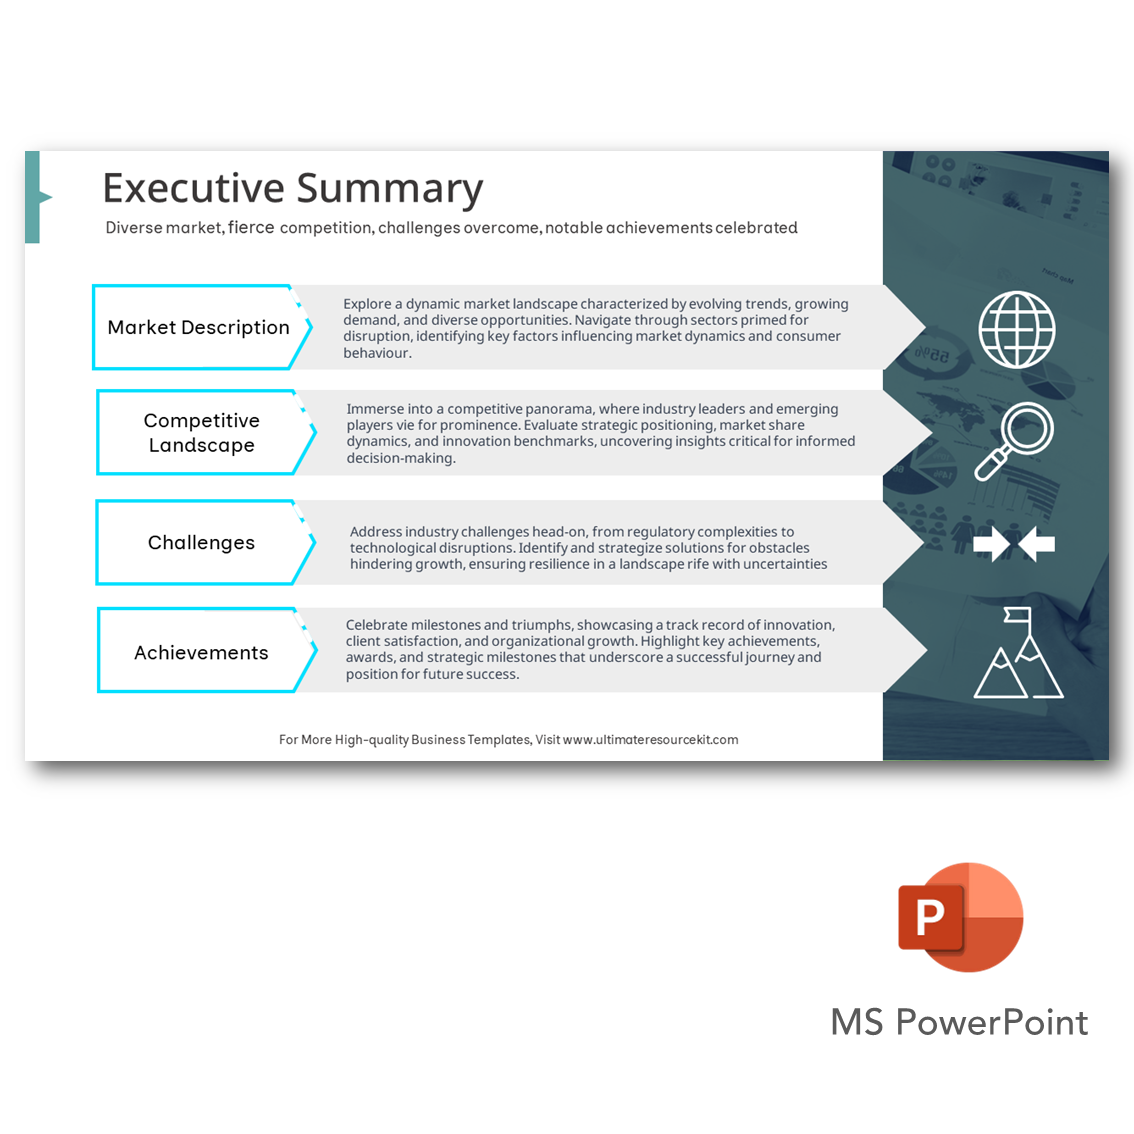 Executive Summary
Diverse market, fierce competition, challenges overcome, notable achievements celebrated
Market Description
Explore a dynamic market landscape characterized by evolving trends, growing
demand, and diverse opportunities. Navigate through sectors primed for
disruption, identifying key factors influencing market dynamics and consumer
behaviour.
Competitive
Landscape
Immerse into a competitive panorama, where industry leaders and emerging
players vie for prominence. Evaluate strategic positioning, market share
dynamics, and innovation benchmarks, uncovering insights critical for informed
decision-making.
Challenges
Address industry challenges head-on, from regulatory complexities to
technological disruptions. Identify and strategize solutions for obstacles
hindering growth, ensuring resilience in a landscape rife with uncertainties
Achievements
Celebrate milestones and triumphs, showcasing a track record of innovation,
client satisfaction, and organizational growth. Highlight key achievements,
awards, and strategic milestones that underscore a successful journey and
position for future success.
For More High-quality Business Templates, Visit www.ultimateresourcekit.com
55%
14%
P
MS PowerPoint